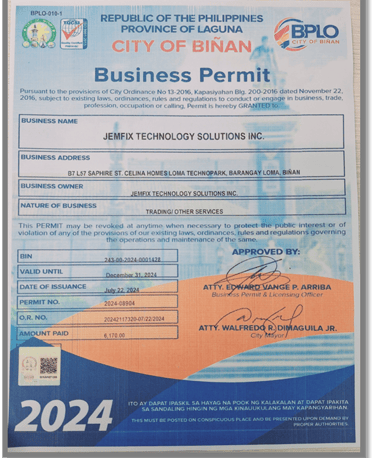 BPLO-010-1
REPUBLIC OF THE PHILIPPINES
PROVINCE OF LAGUNA
CITY OF BIÑAN
BPLO
CITY OF BIÑAN
Business Permit
Pursuant to the provisions of City Ordinance No 13-2016, Kapasiyahan Blg. 200-2016 dated November 22,
2016, subject to existing laws, ordinances, rules and regulations to conduct or engage in business, trade,
profession, occupation or calling, Permit is hereby GRANTED to:
BUSINESS NAME
JEMFIX TECHNOLOGY SOLUTIONS INC.
BUSINESS ADDRESS
B7 L57 SAPHIRE ST. CELINA HOMES LOMA TECHNOPARK, BARANGAY LOMA, BIÑAN
BUSINESS OWNER
JEMFIX TECHNOLOGY SOLUTIONS INC.
NATURE OF BUSINESS
TRADING/ OTHER SERVICES
This PERMIT may be revoked at anytime when necessary to protect the public interest or of
violation of any of the provisions of our existing laws, ordinances, rules and regulations governing
the operations and maintenance of the same.
BIN
743-00-2024-0001428
VALID UNTIL
December 31, 2024
DATE OF ISSUANCE
July 22, 2024
PERMIT NO.
2024-08904
O.R. NO.
20242117320-07/22/2024
AMOUNT PAID
6,170.00
APPROVED BY:
ATTY. EDWARD VANGE P. ARRIBA
Business Permit & Licensing Officer
ATTY. WALFREDO R. DIMAGUILA JR.
City Mayor
2024
ITO AY DAPAT IPASKIL SA HAYAG NA POOK NG KALAKALAN AT DAPAT IPAKITA
SA SANDALING HINGIN NG MGA KINAUUKULANG MAY KAPANGYARIHAN.
THIS MUST BE POSTED ON CONSPICUOUS PLACE AND BE PRESENTED UPON DEMAND BY
PROPER AUTHORITIES.